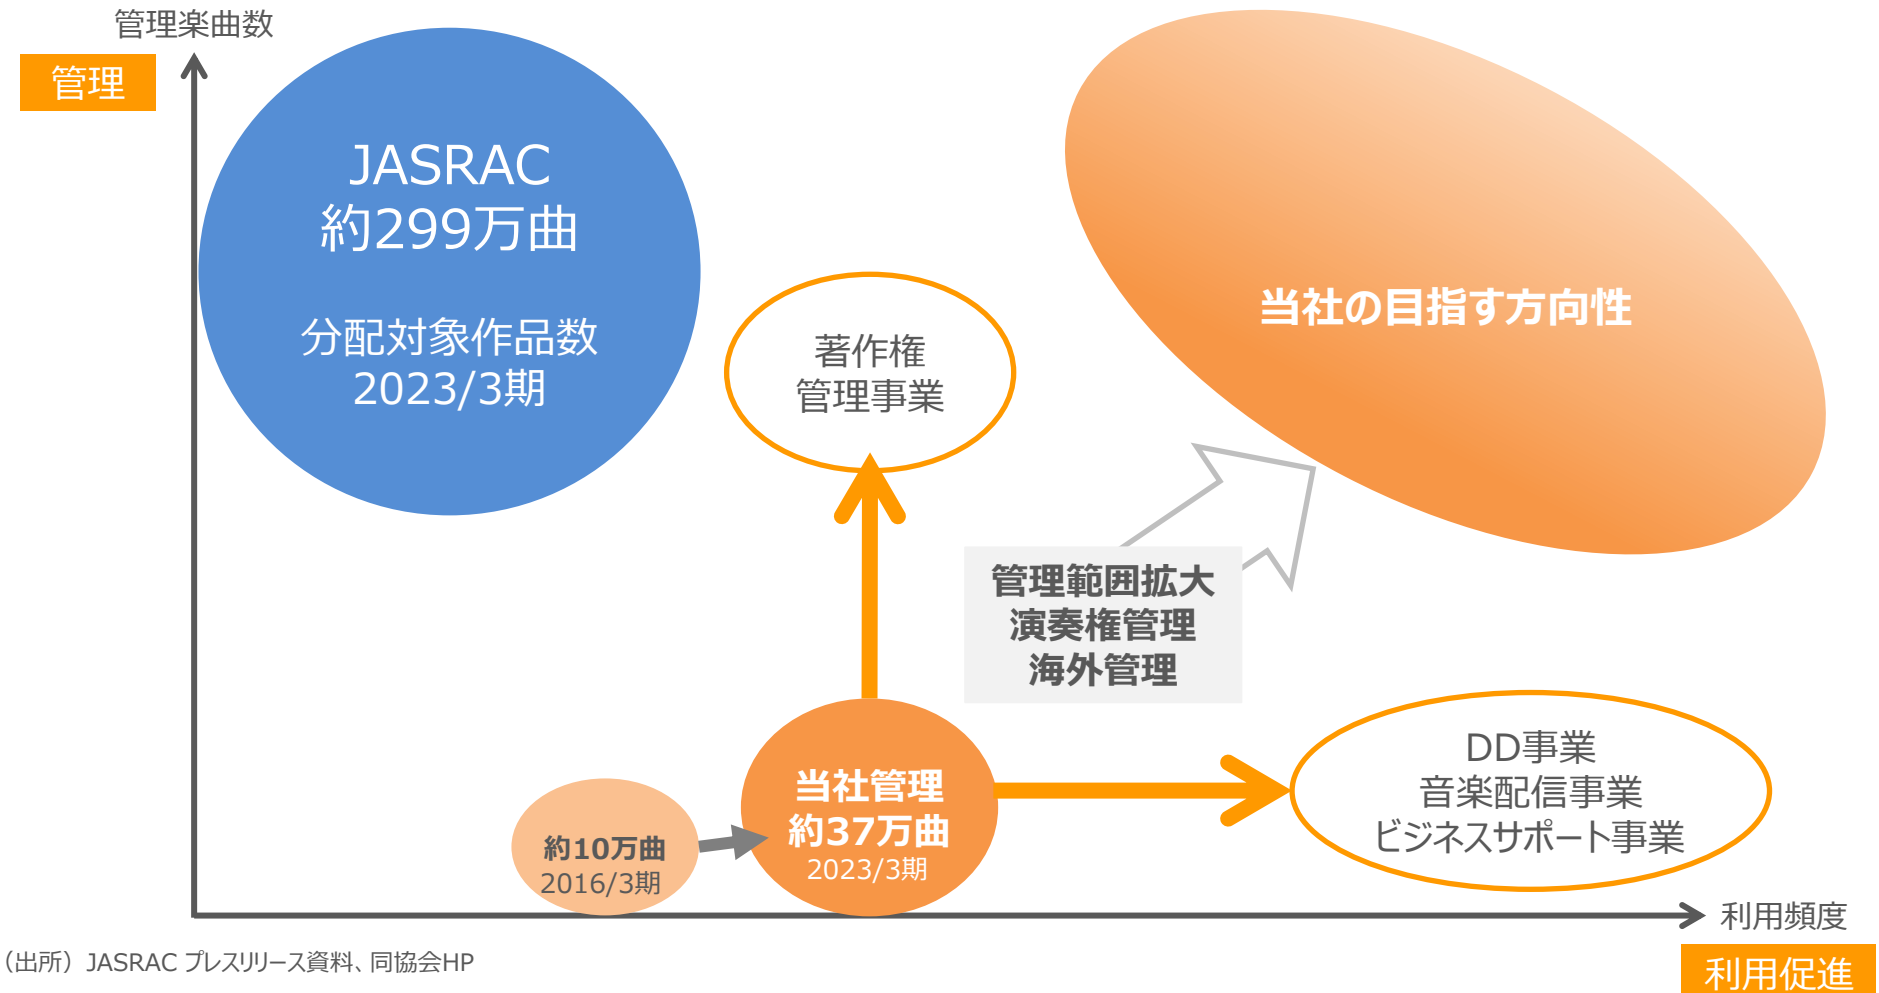 管理楽曲数
管理
JASRAC
約299万曲
分配対象作品数
2023/3期
著作権
管理事業
当社の目指す方向性
管理範囲拡大
演奏権管理
海外管理
当社管理
約37万曲
2023/3期
約10万曲
2016/3期
DD事業
音楽配信事業
ビジネスサポート事業
利用頻度
利用促進
（出所）JASRAC プレスリリース資料、同協会HP